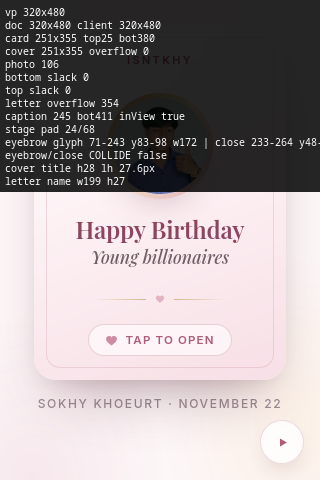 vp 320x480
doc 320x480 client 320x480
card 251x355 top25 bot380
cover 251x355 overflow 0
photo 106
bottom slack 0
top slack 0
letter overflow 354
caption 245 bot411 inView true
stage pad 24/68
eyebrow glyph 71-243 y83-98 w172 | close 233-264 y48-
eyebrow/close COLLIDE false
cover title h28 lh 27.6px
letter name w199 h27
ISNTKHY
Happy Birthday
Young billionaires
TAP TO OPEN
SOKHY KHOEURT · NOVEMBER 22